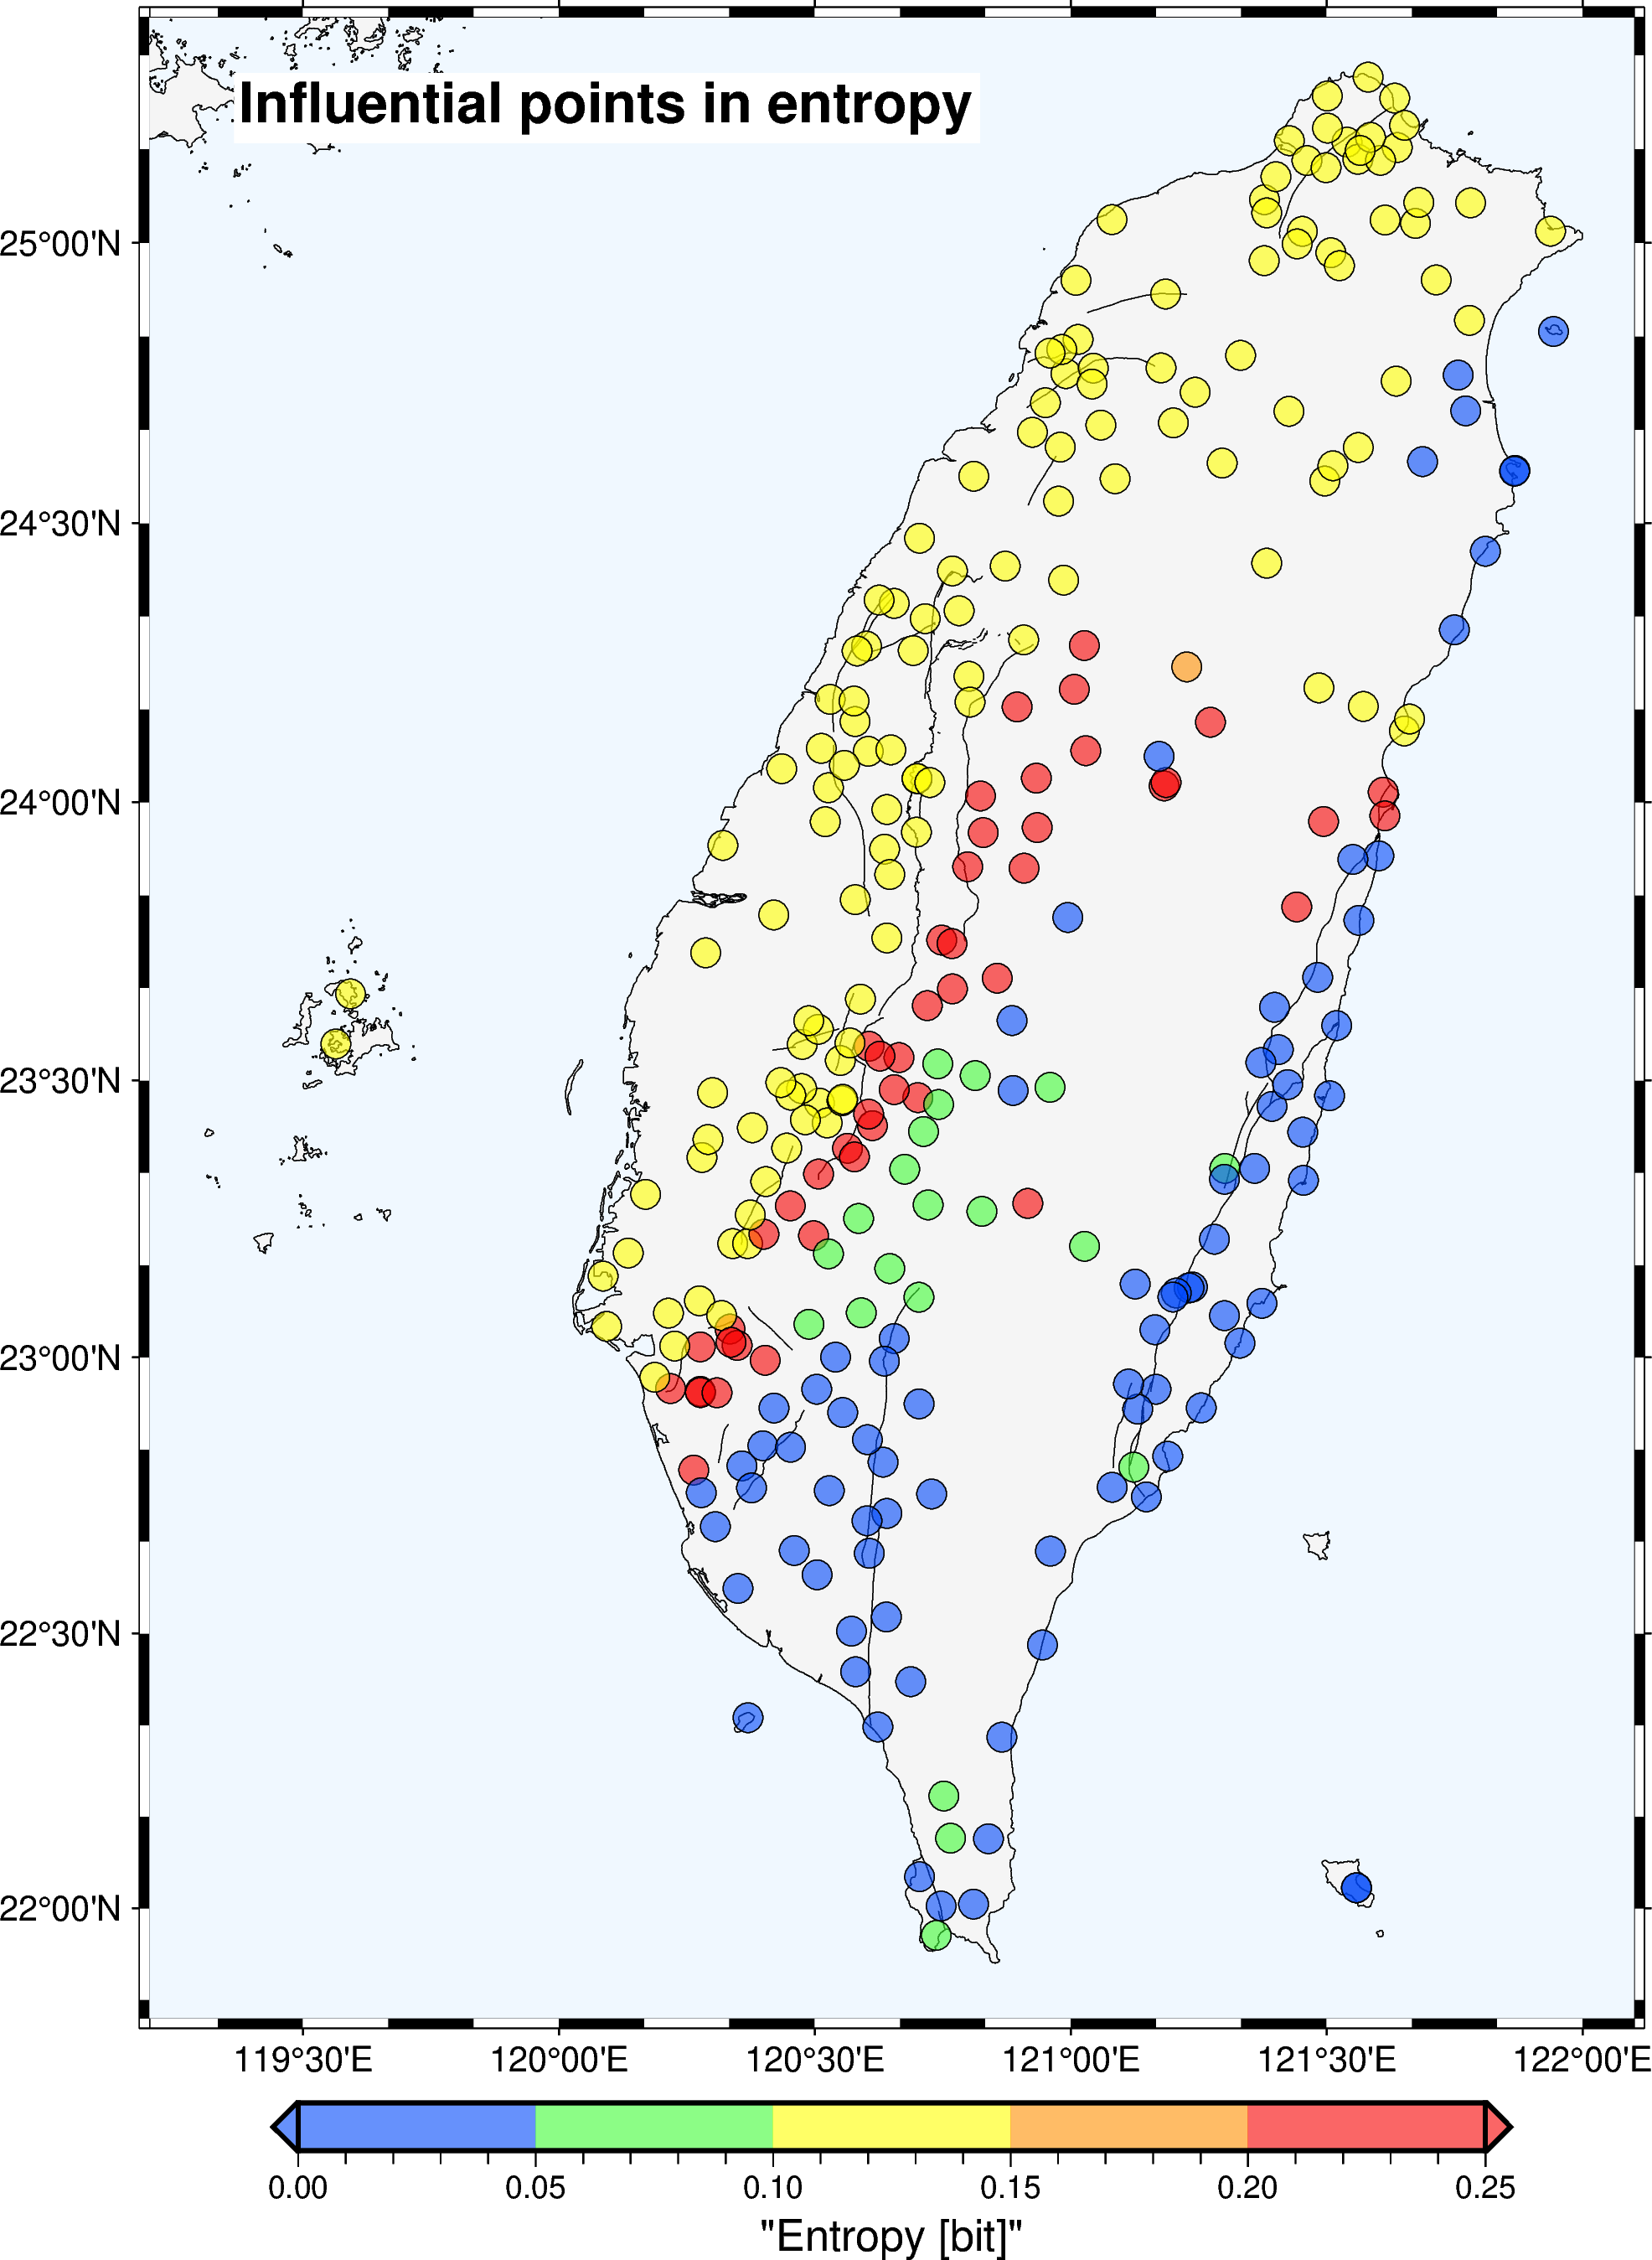 Influential points in entropy
25°00'N
24°30'N
24°00'N
23°30'N
23°00'N
22°30'N
22°00'N
119°30'E 120°00'E 120°30'E 121°00'E 121°30'E 122°00'E
0.00 0.05 0.10 0.15 0.20 0.25
"Entropy [bit]"